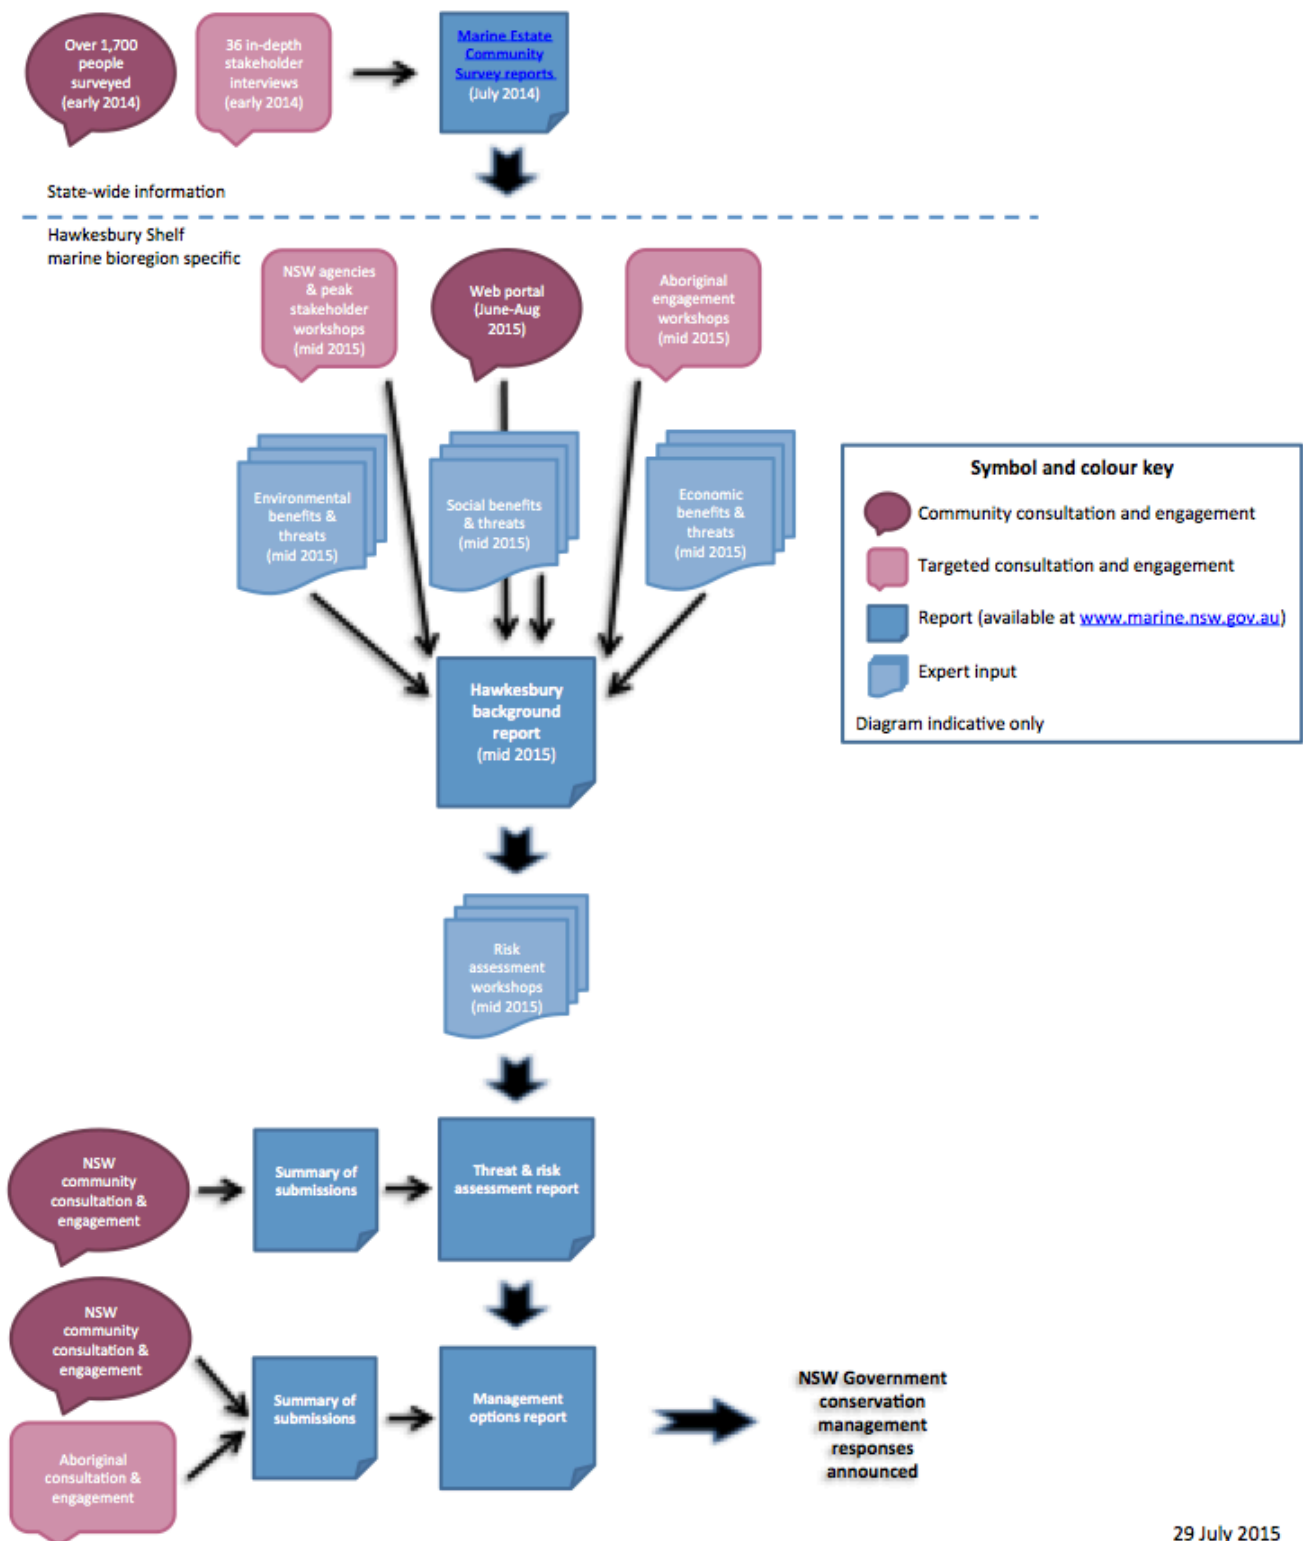 Over 1,700
people
surveyed
(early 2014)
36 in-depth
stakeholder
interviews
(early 2014)
Marine Estate
Community
Survey reports
(July 2014)
State-wide information
Hawkesbury Shelf
marine bioregion specific
NSW agencies
& peak
stakeholder
workshops
(mid 2015)
Web portal
(June-Aug
2015)
Aboriginal
engagement
workshops
(mid 2015)
Environmental
benefits &
threats
(mid 2015)
Social benefits
& threats
(mid 2015)
Economic
benefits &
threats
(mid 2015)
Symbol and colour key
Community consultation and engagement
Targeted consultation and engagement
Report (available at www.marine.nsw.gov.au)
Expert input
Diagram indicative only
Hawkesbury
background
report
(mid 2015)
Risk
assessment
workshops
(mid 2015)
NSW
community
consultation &
engagement
Summary of
submissions
Threat & risk
assessment report
NSW
community
consultation &
engagement
Aboriginal
consultation &
engagement
Summary of
submissions
Management
options report
NSW Government
conservation
management
responses
announced
29 July 2015